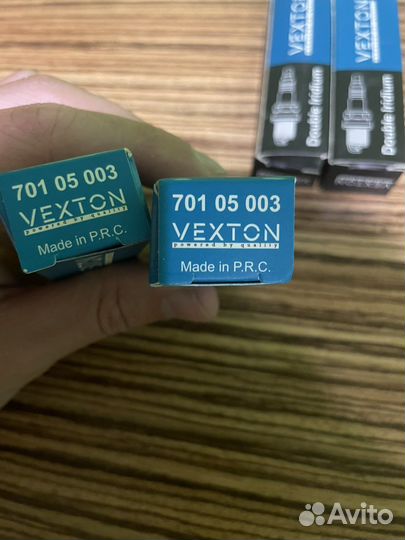 VEXTON
Double Iridium
VEXTON
Double Iridium
701 05 003
VEXTON
powered by quality
Made in P.R.C.
701 05 003
VEXTON
powered by quality
Made in P.R.C.
Avito